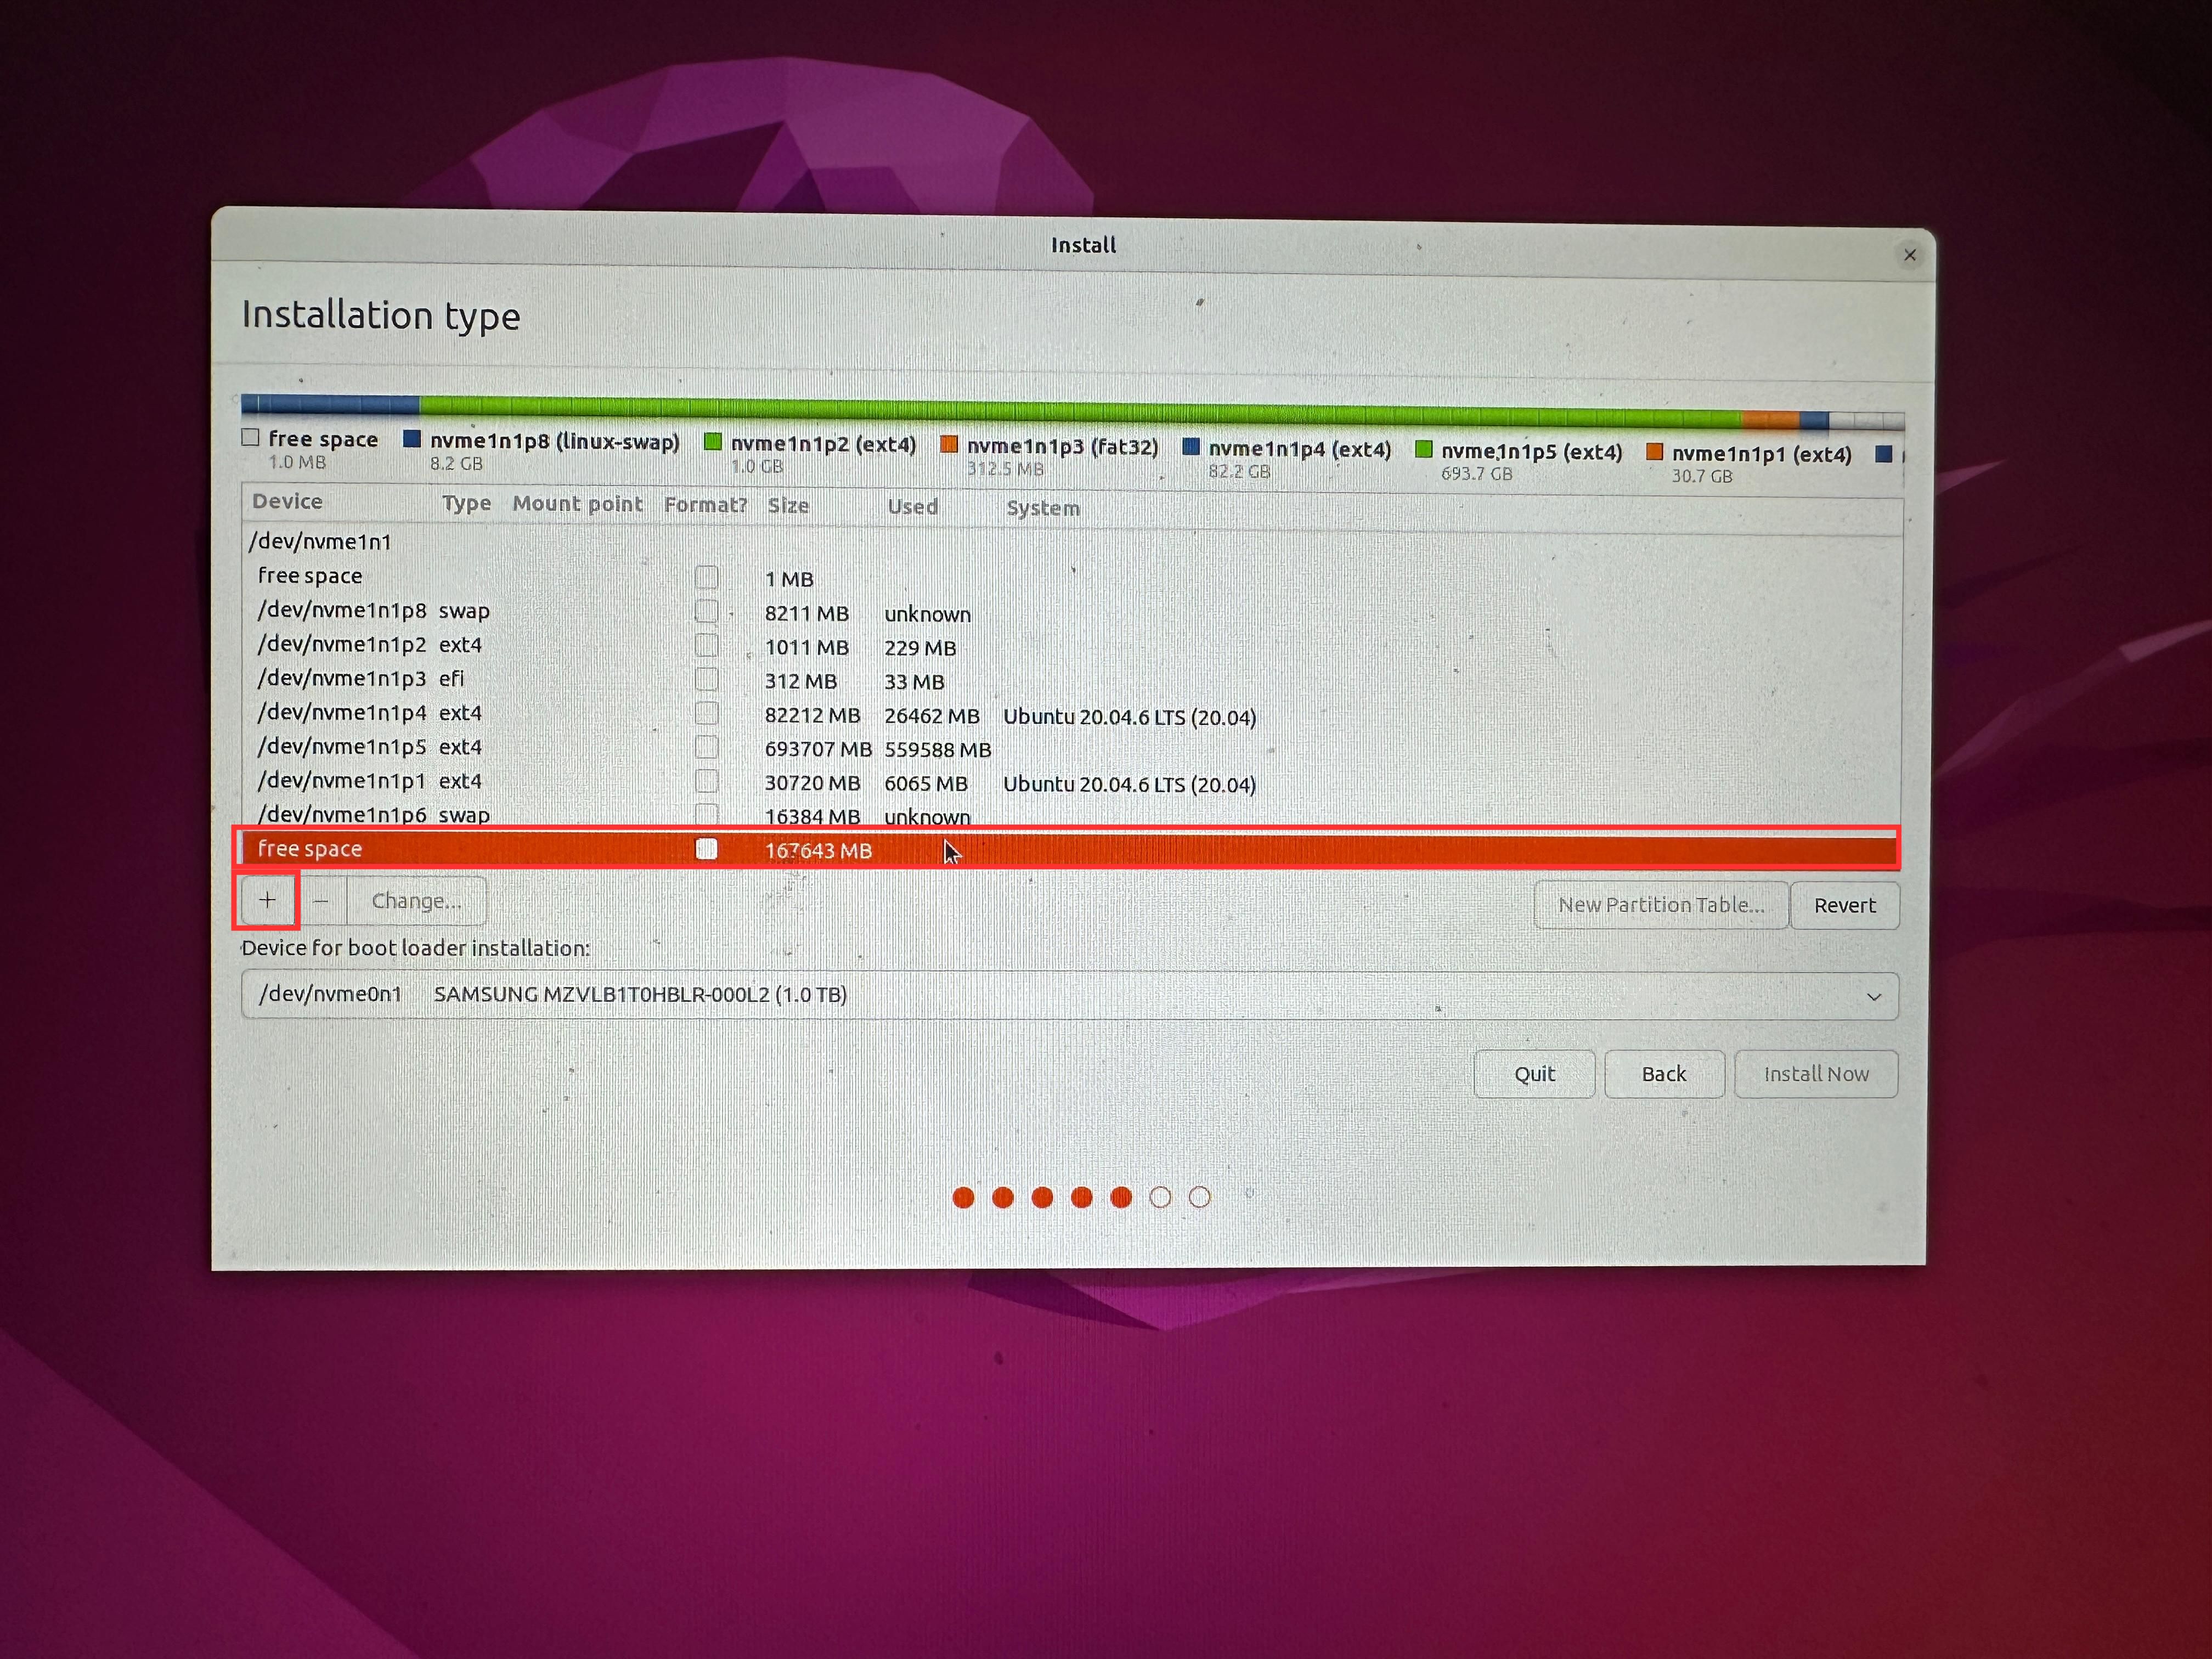 Install
Installation type
free space nvme1n1p8 (linux-swap) nvme1n1p2 (ext4) nvme1n1p3 (fat32) nvme1n1p4 (ext4) nvme1n1p5 (ext4) nvme1n1p1 (ext4)
1.0 MB 8.2 GB 1.0 GB 312.5 MB 82.2 GB 693.7 GB 30.7 GB
Device Type Mount point Format? Size Used System
/dev/nvme1n1
free space 1 MB
/dev/nvme1n1p8 swap 8211 MB unknown
/dev/nvme1n1p2 ext4 1011 MB 229 MB
/dev/nvme1n1p3 efi 312 MB 33 MB
/dev/nvme1n1p4 ext4 82212 MB 26462 MB Ubuntu 20.04.6 LTS (20.04)
/dev/nvme1n1p5 ext4 693707 MB 559588 MB
/dev/nvme1n1p1 ext4 30720 MB 6065 MB Ubuntu 20.04.6 LTS (20.04)
/dev/nvme1n1p6 swap 16384 MB unknown
free space 167643 MB
+ − Change... New Partition Table... Revert
Device for boot loader installation:
/dev/nvme0n1 SAMSUNG MZVLB1T0HBLR-000L2 (1.0 TB)
Quit Back Install Now